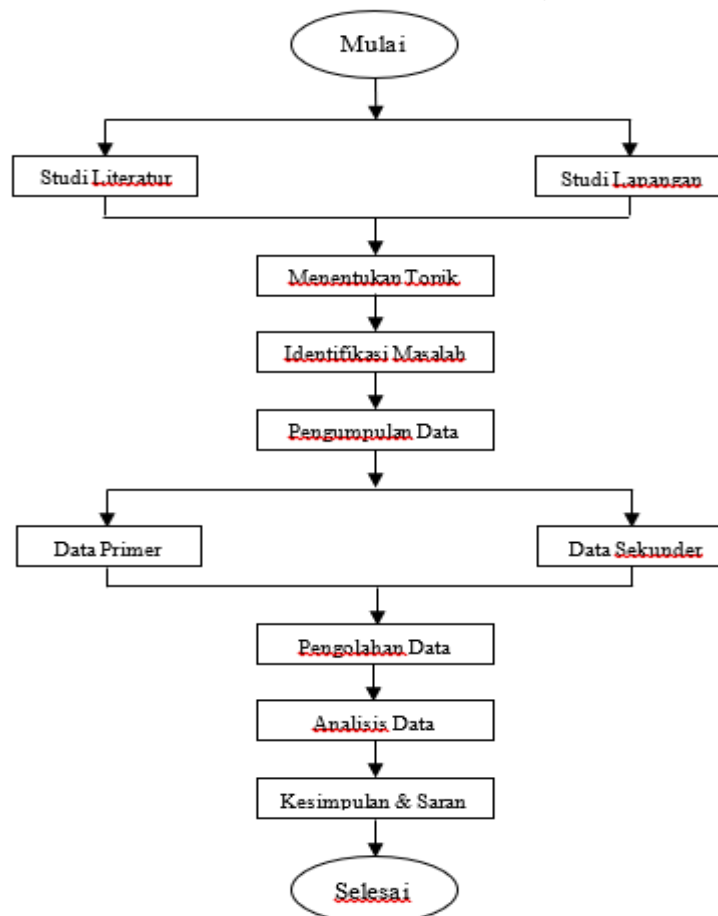 Mulai
Studi Literatur
Studi Lapangan
Menentukan Topik
Identifikasi Masalah
Pengumpulan Data
Data Primer
Data Sekunder
Pengolahan Data
Analisis Data
Kesimpulan & Saran
Selesai